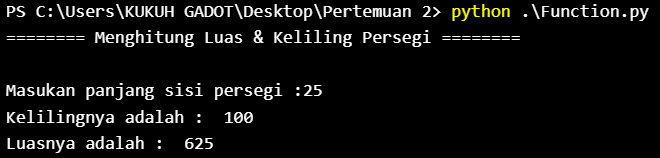 PS C:\Users\KUKUH GADOT\Desktop\Pertemuan 2> python .\Function.py
======== Menghitung Luas & Keliling Persegi ========
Masukan panjang sisi persegi :25
Kelilingnya adalah :  100
Luasnya adalah :  625